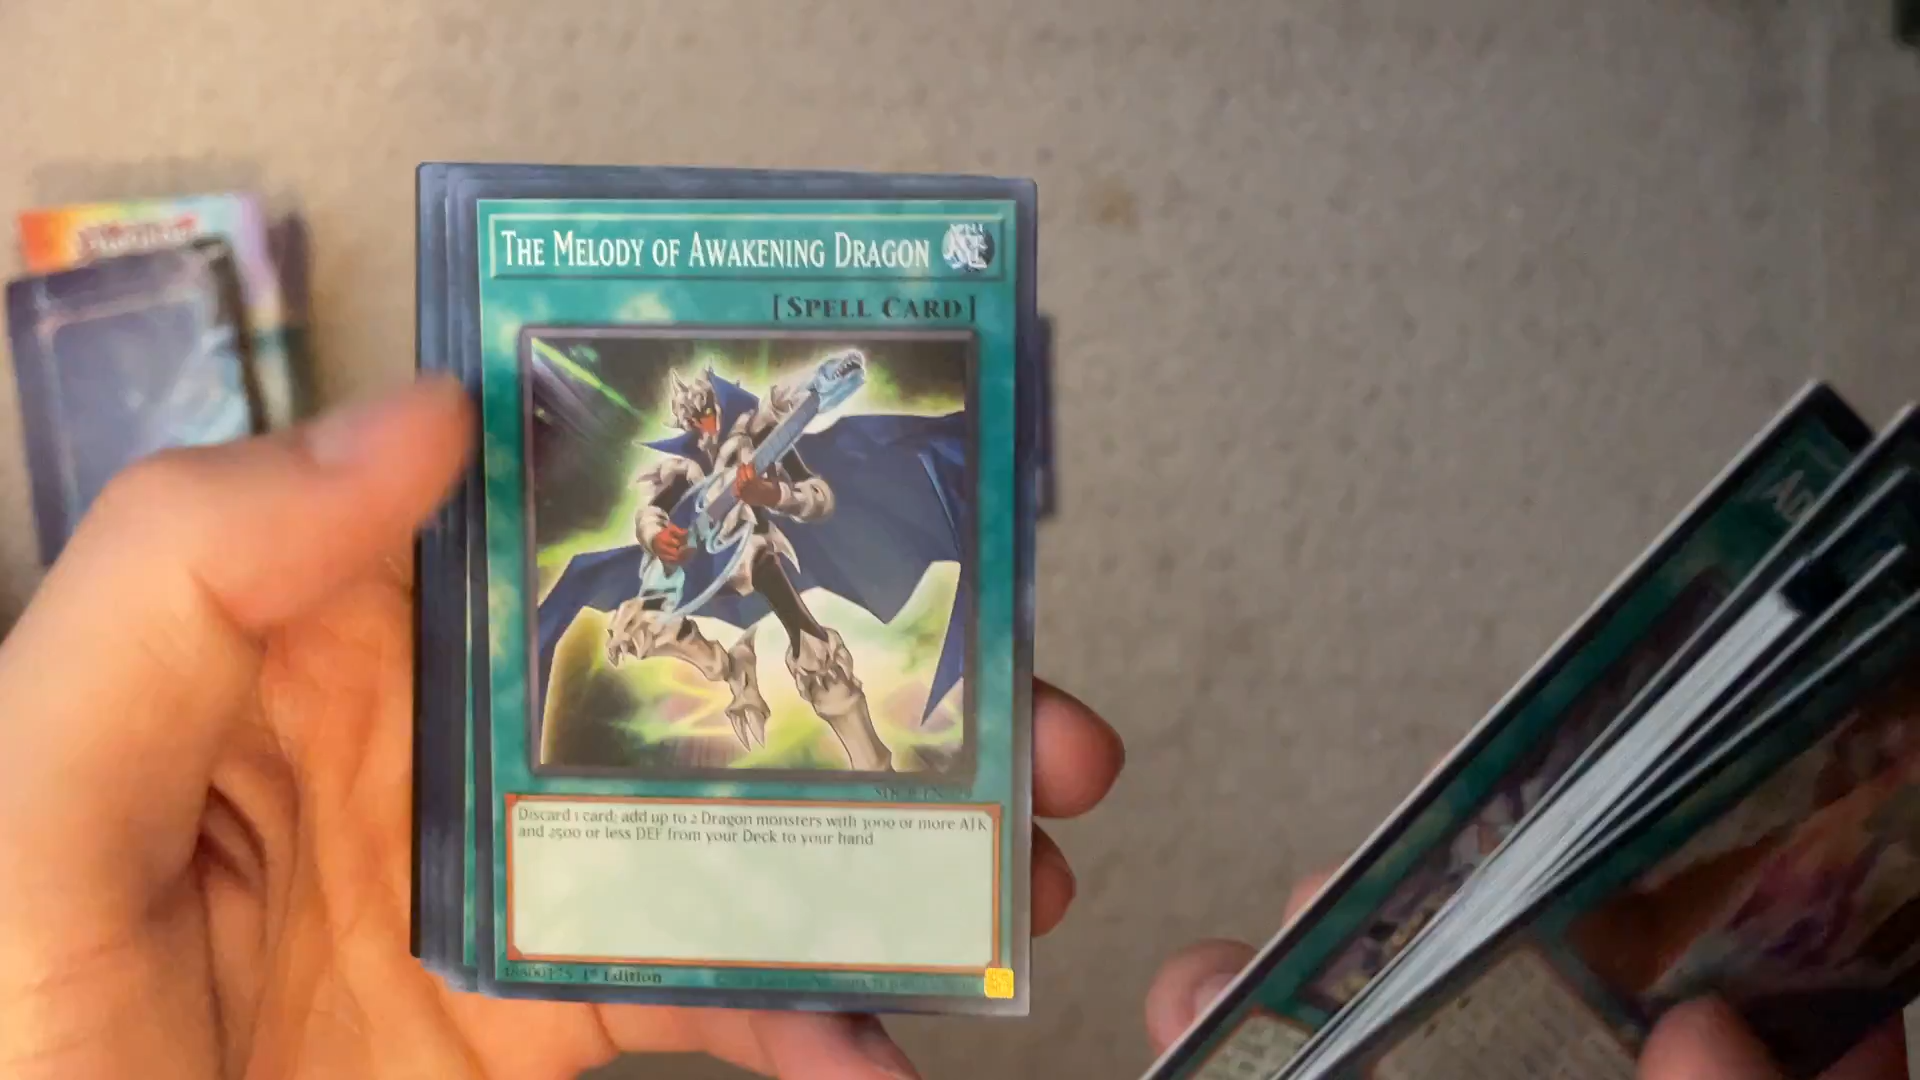 THE MELODY OF AWAKENING DRAGON
[SPELL CARD]
Discard 1 card; add up to 2 Dragon monsters with 3000 or more ATK
and 2500 or less DEF from your Deck to your hand
1st Edition